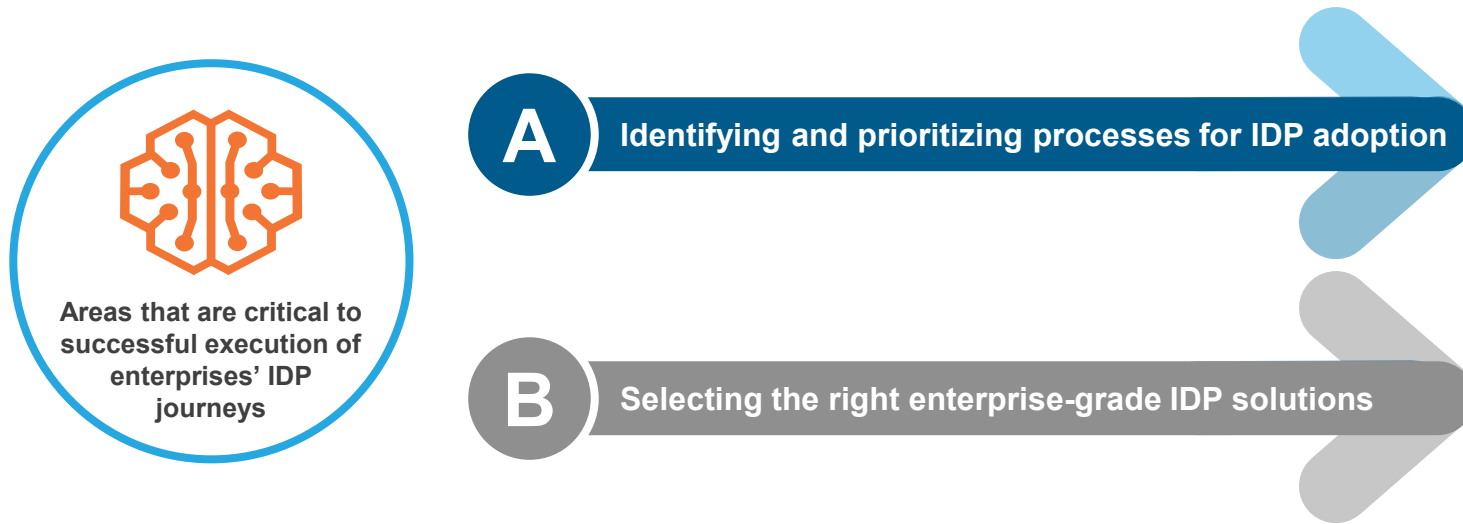 Areas that are critical to
successful execution of
enterprises’ IDP
journeys
A
Identifying and prioritizing processes for IDP adoption
B
Selecting the right enterprise-grade IDP solutions